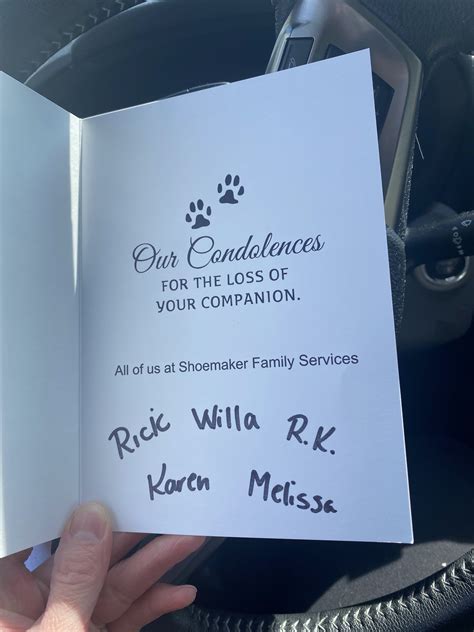 Our Condolences
FOR THE LOSS OF
YOUR COMPANION.
All of us at Shoemaker Family Services
Rick Willa R.K.
Karen Melissa